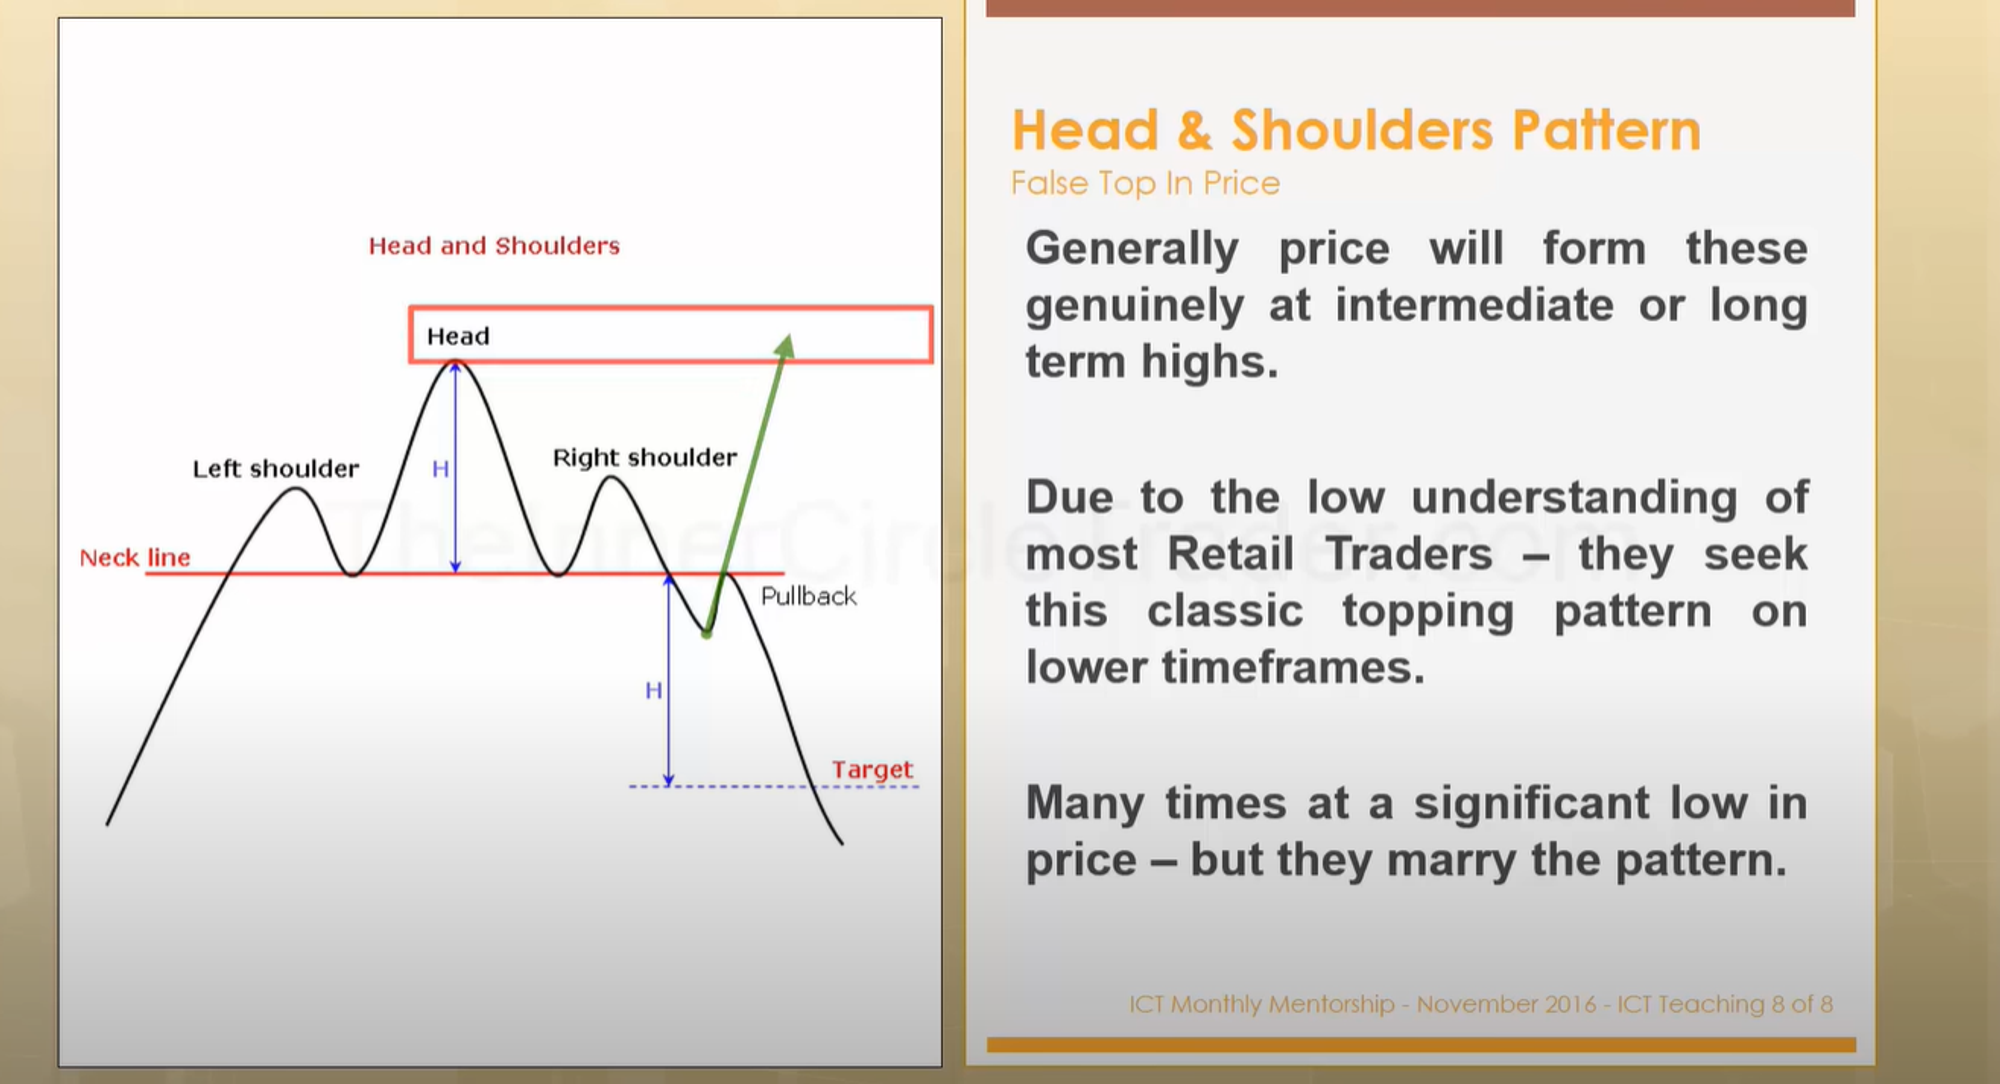 Head and Shoulders
Head
Left shoulder
H
Right shoulder
Neck line
Pullback
H
Target
Head & Shoulders Pattern
False Top In Price
Generally price will form these
genuinely at intermediate or long
term highs.
Due to the low understanding of
most Retail Traders – they seek
this classic topping pattern on
lower timeframes.
Many times at a significant low in
price – but they marry the pattern.
ICT Monthly Mentorship - November 2016 - ICT Teaching 8 of 8
TheInnerCircleTrader.com